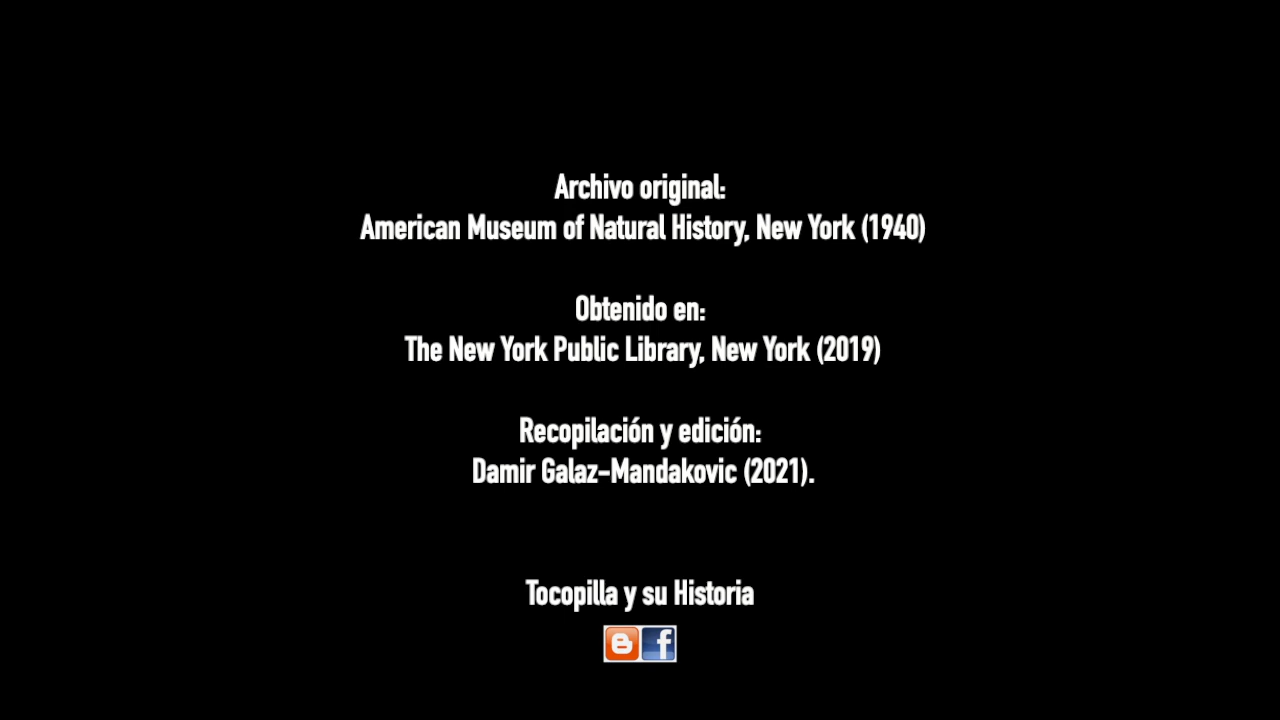 Archivo original:
American Museum of Natural History, New York (1940)
Obtenido en:
The New York Public Library, New York (2019)
Recopilación y edición:
Damir Galaz-Mandakovic (2021).
Tocopilla y su Historia